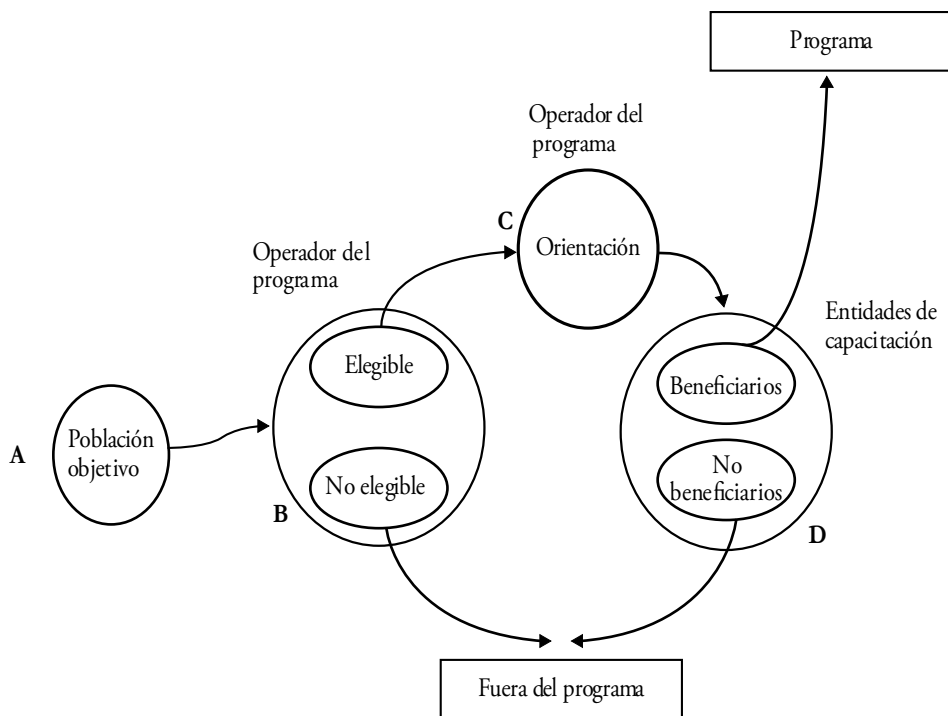 Programa
Operador del
programa
C
Orientación
Operador del
programa
Entidades de
capacitación
Elegible
Beneficiarios
A
Población
objetivo
No elegible
No
beneficiarios
B
D
Fuera del programa